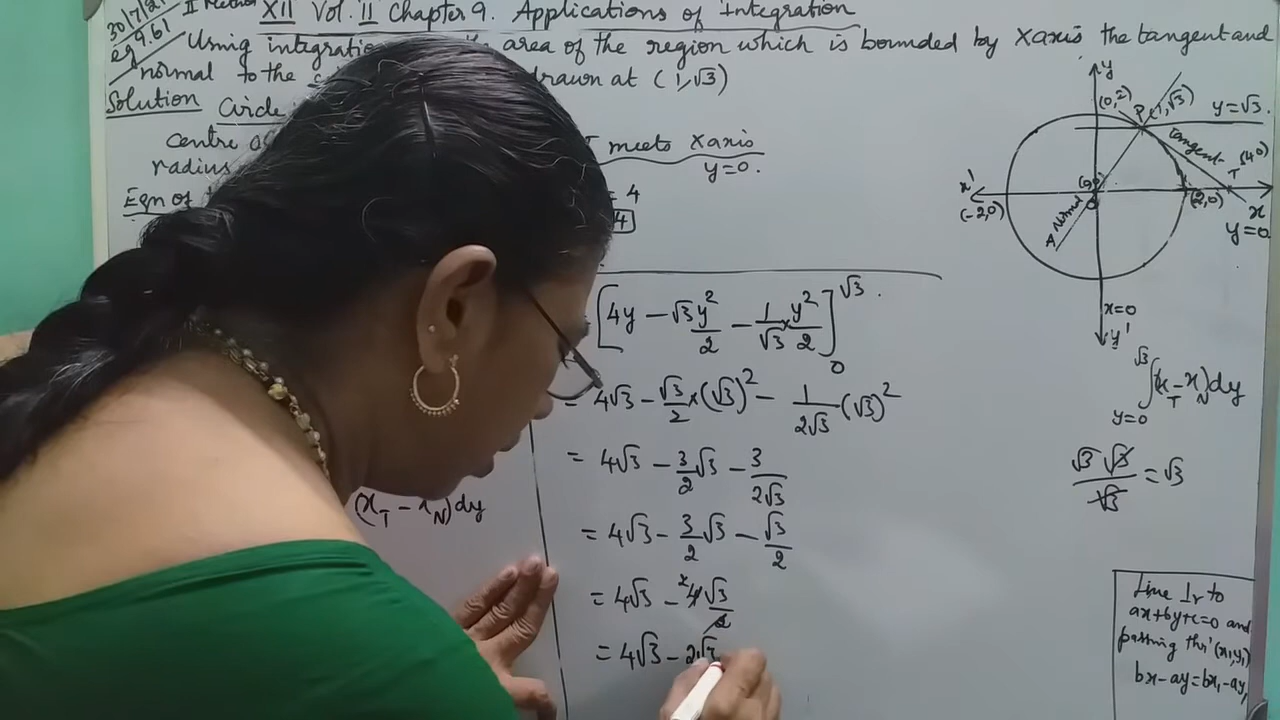 30/7/21
II Method XII Vol. II Chapter 9. Applications of Integration
eg 9.61
Using integration area of the region which is bounded by X axis the tangent and
normal to the drawn at (1,√3)
Solution Circle
centre
radius
Eqn of
T meets X axis
y=0.
= 4
4
[4y − √3 y²/2 − 1/√3 × y²/2]₀^√3.
= 4√3 − √3/2 × (√3)² − 1/2√3 (√3)²
= 4√3 − 3/2 √3 − 3/2√3
= 4√3 − 3/2 √3 − √3/2
= 4√3 − 4√3/2
= 4√3 − 2√3
(x_T − x_N) dy
y
(0,2)
P(1,√3)
y=√3.
tangent
T (4,0)
x'
(-2,0)
(0,0)
O
(2,0)
x
y=0
A Normal
x=0
y'
∫_{y=0}^{√3} (x_T − x_N) dy
√3 √3/√3 = √3
Line ⊥r to
ax+by+c=0 and
passing thr' (x₁,y₁)
bx−ay=bx₁−ay₁